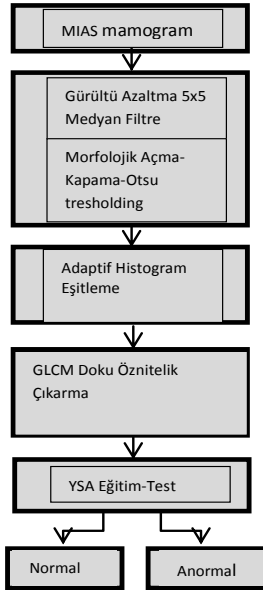 MIAS mamogram
Gürültü Azaltma 5x5
Medyan Filtre
Morfolojik Açma-
Kapama-Otsu
tresholding
Adaptif Histogram
Eşitleme
GLCM Doku Öznitelik
Çıkarma
YSA Eğitim-Test
Normal
Anormal